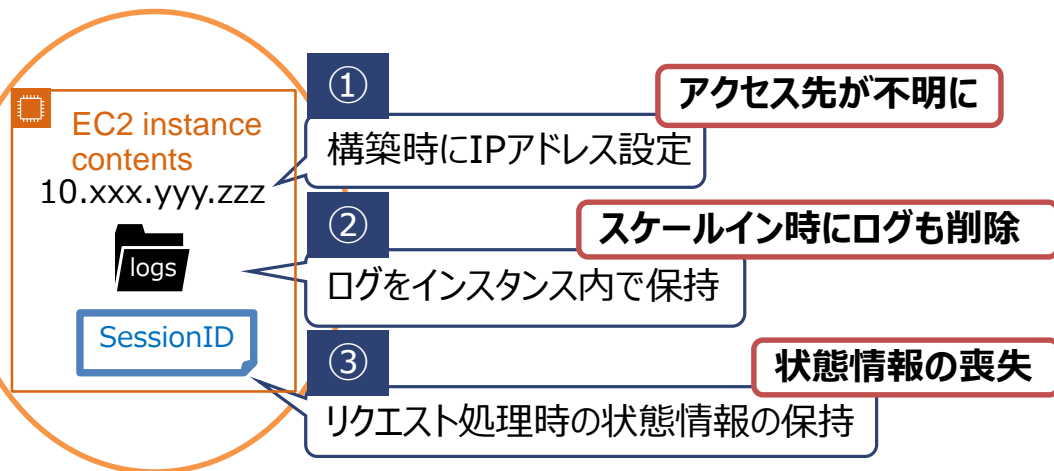 EC2 instance
contents
10.xxx.yyy.zzz
logs
SessionID
①
アクセス先が不明に
構築時にIPアドレス設定
②
スケールイン時にログも削除
ログをインスタンス内で保持
③
状態情報の喪失
リクエスト処理時の状態情報の保持